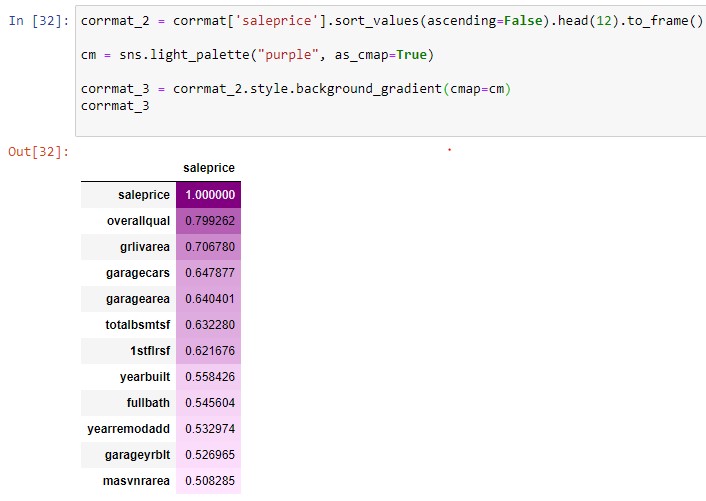 In [32]: corrmat_2 = corrmat['saleprice'].sort_values(ascending=False).head(12).to_frame()
cm = sns.light_palette("purple", as_cmap=True)
corrmat_3 = corrmat_2.style.background_gradient(cmap=cm)
corrmat_3
Out[32]:
saleprice
saleprice 1.000000
overallqual 0.799262
grlivarea 0.706780
garagecars 0.647877
garagearea 0.640401
totalbsmtsf 0.632280
1stflrsf 0.621676
yearbuilt 0.558426
fullbath 0.545604
yearremodadd 0.532974
garageyrblt 0.526965
masvnrarea 0.508285